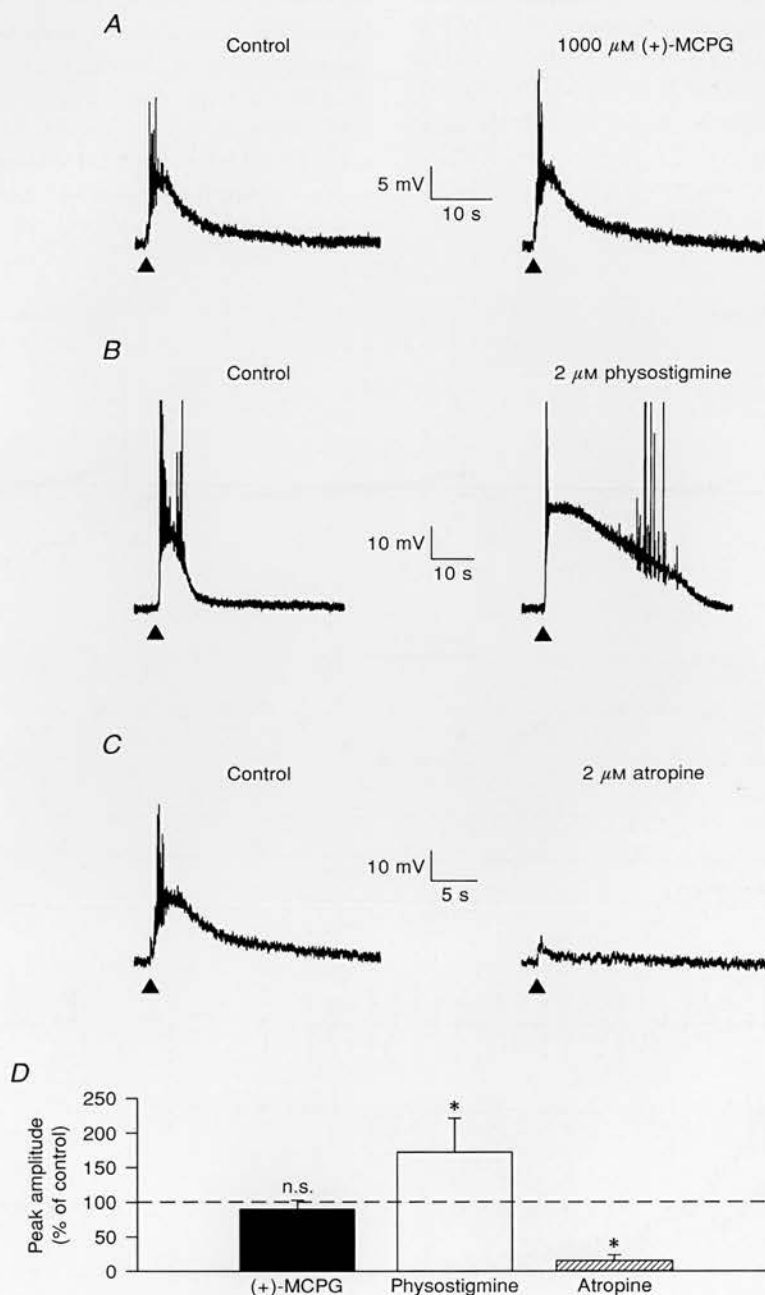 A
Control
1000 μM (+)-MCPG
5 mV
10 s
B
Control
2 μM physostigmine
10 mV
10 s
C
Control
2 μM atropine
10 mV
5 s
D
Peak amplitude
(% of control)
250
200
150
100
50
0
n.s.
*
*
(+)-MCPG
Physostigmine
Atropine